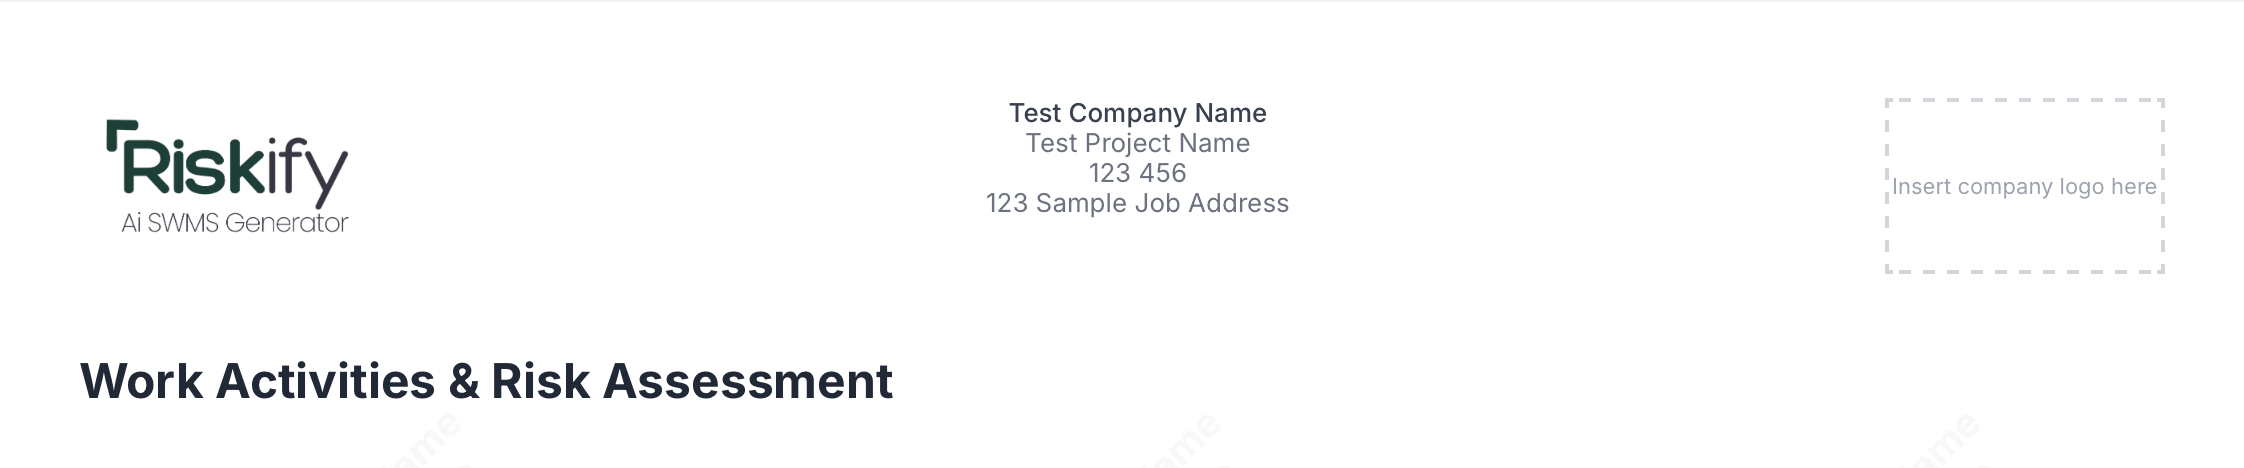 Riskify
Ai SWMS Generator
Test Company Name
Test Project Name
123 456
123 Sample Job Address
Insert company logo here
Work Activities & Risk Assessment